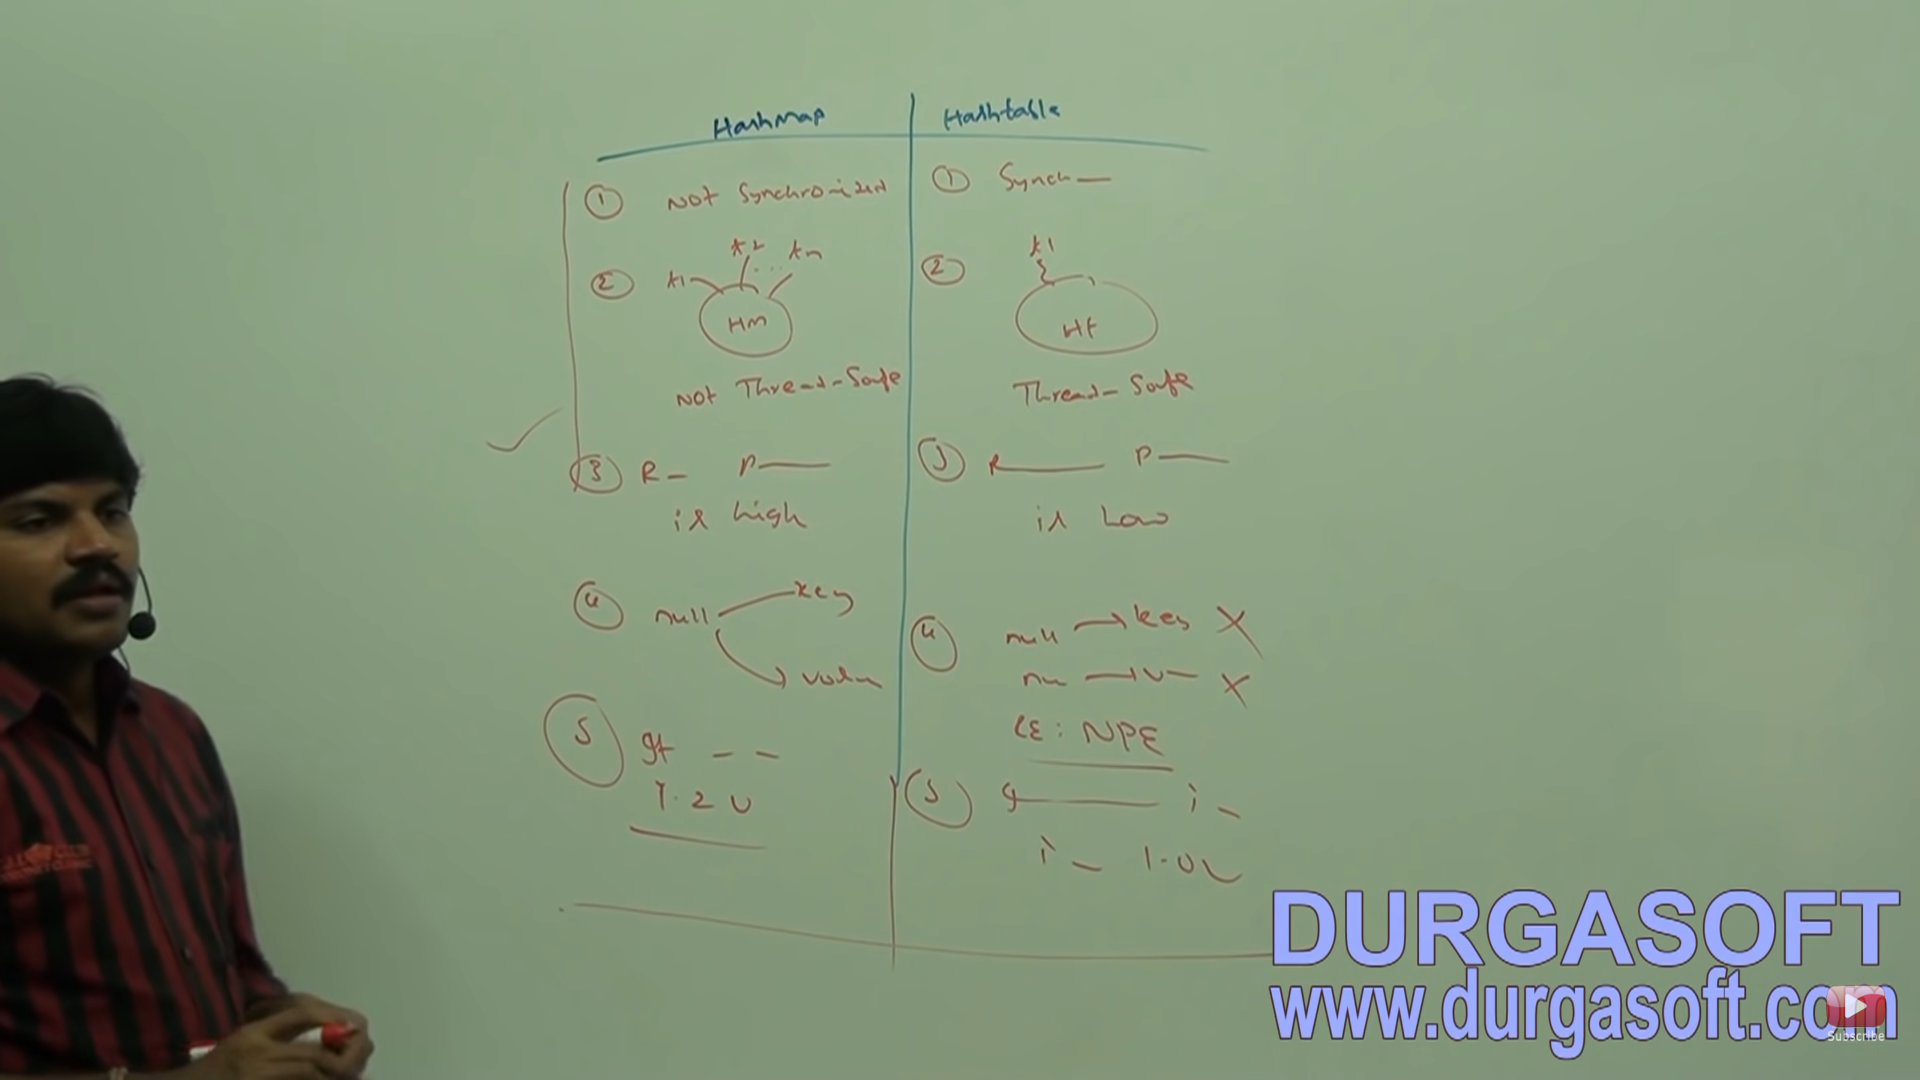 HashMap
Hashtable
① Not Synchronized
① Synch—
②
t1 t2 ... tn
HM
Not Thread-Safe
②
t1
Ht
Thread-Safe
③ R— P—
is high
③ R— P—
is Low
④ null key
value
④ null → key X
nu → v— X
RE: NPE
⑤ It — —
1.2 v
⑤ I— i—
i— 1.0 v
DURGASOFT
www.durgasoft.com
Subscribe